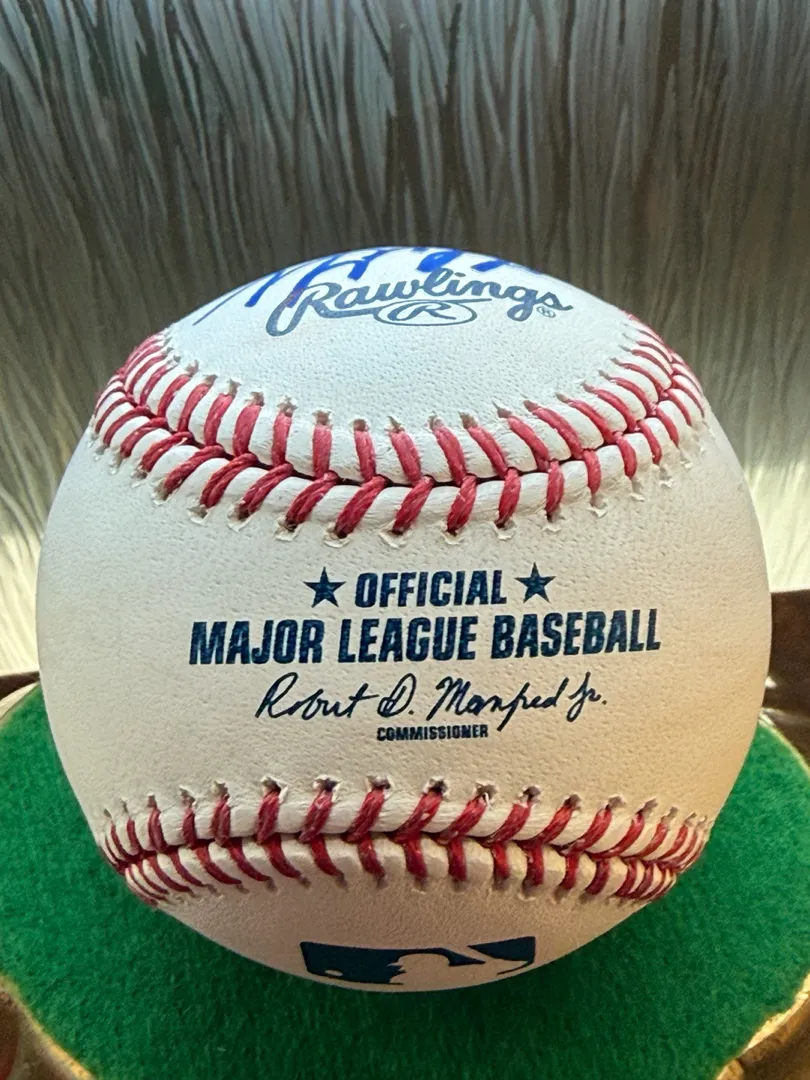 Rawlings ®
R
★ OFFICIAL ★
MAJOR LEAGUE BASEBALL
Robert D. Manfred Jr.
COMMISSIONER